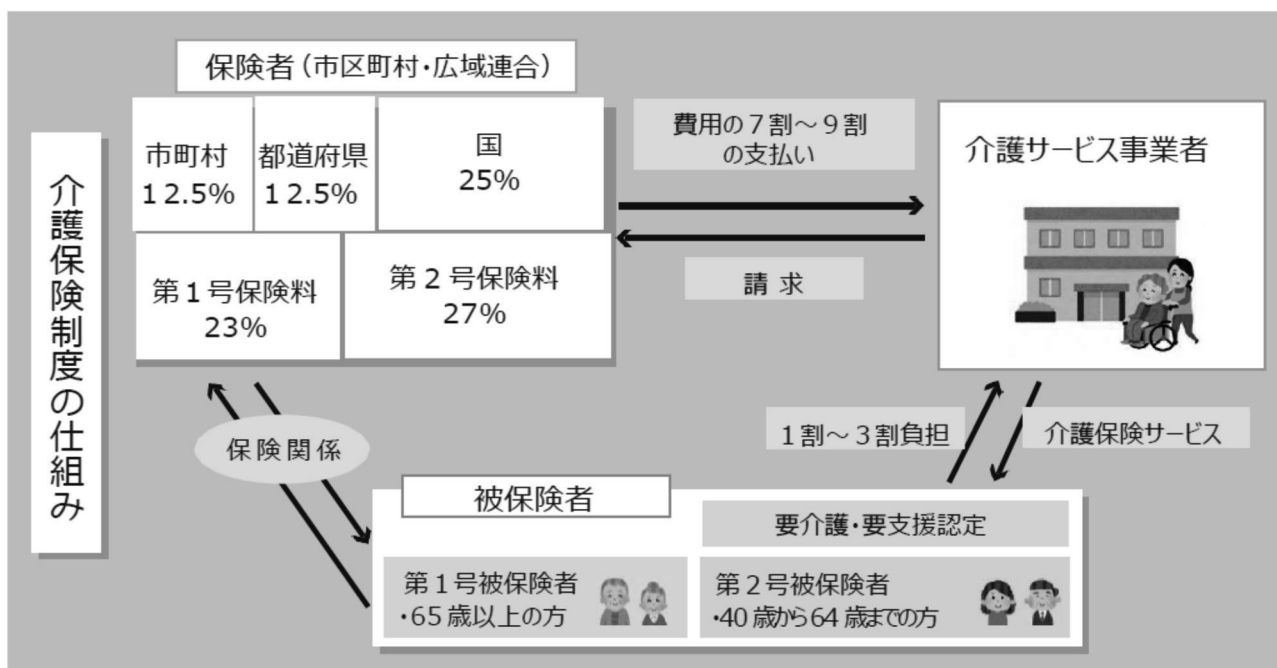 介護保険制度の仕組み
保険者（市区町村・広域連合）
市町村
12.5%
都道府県
12.5%
国
25%
第１号保険料
23%
第２号保険料
27%
費用の７割～９割
の支払い
請求
介護サービス事業者
保険関係
１割～３割負担
介護保険サービス
被保険者
要介護・要支援認定
第１号被保険者
・65歳以上の方
第２号被保険者
・40歳から64歳までの方